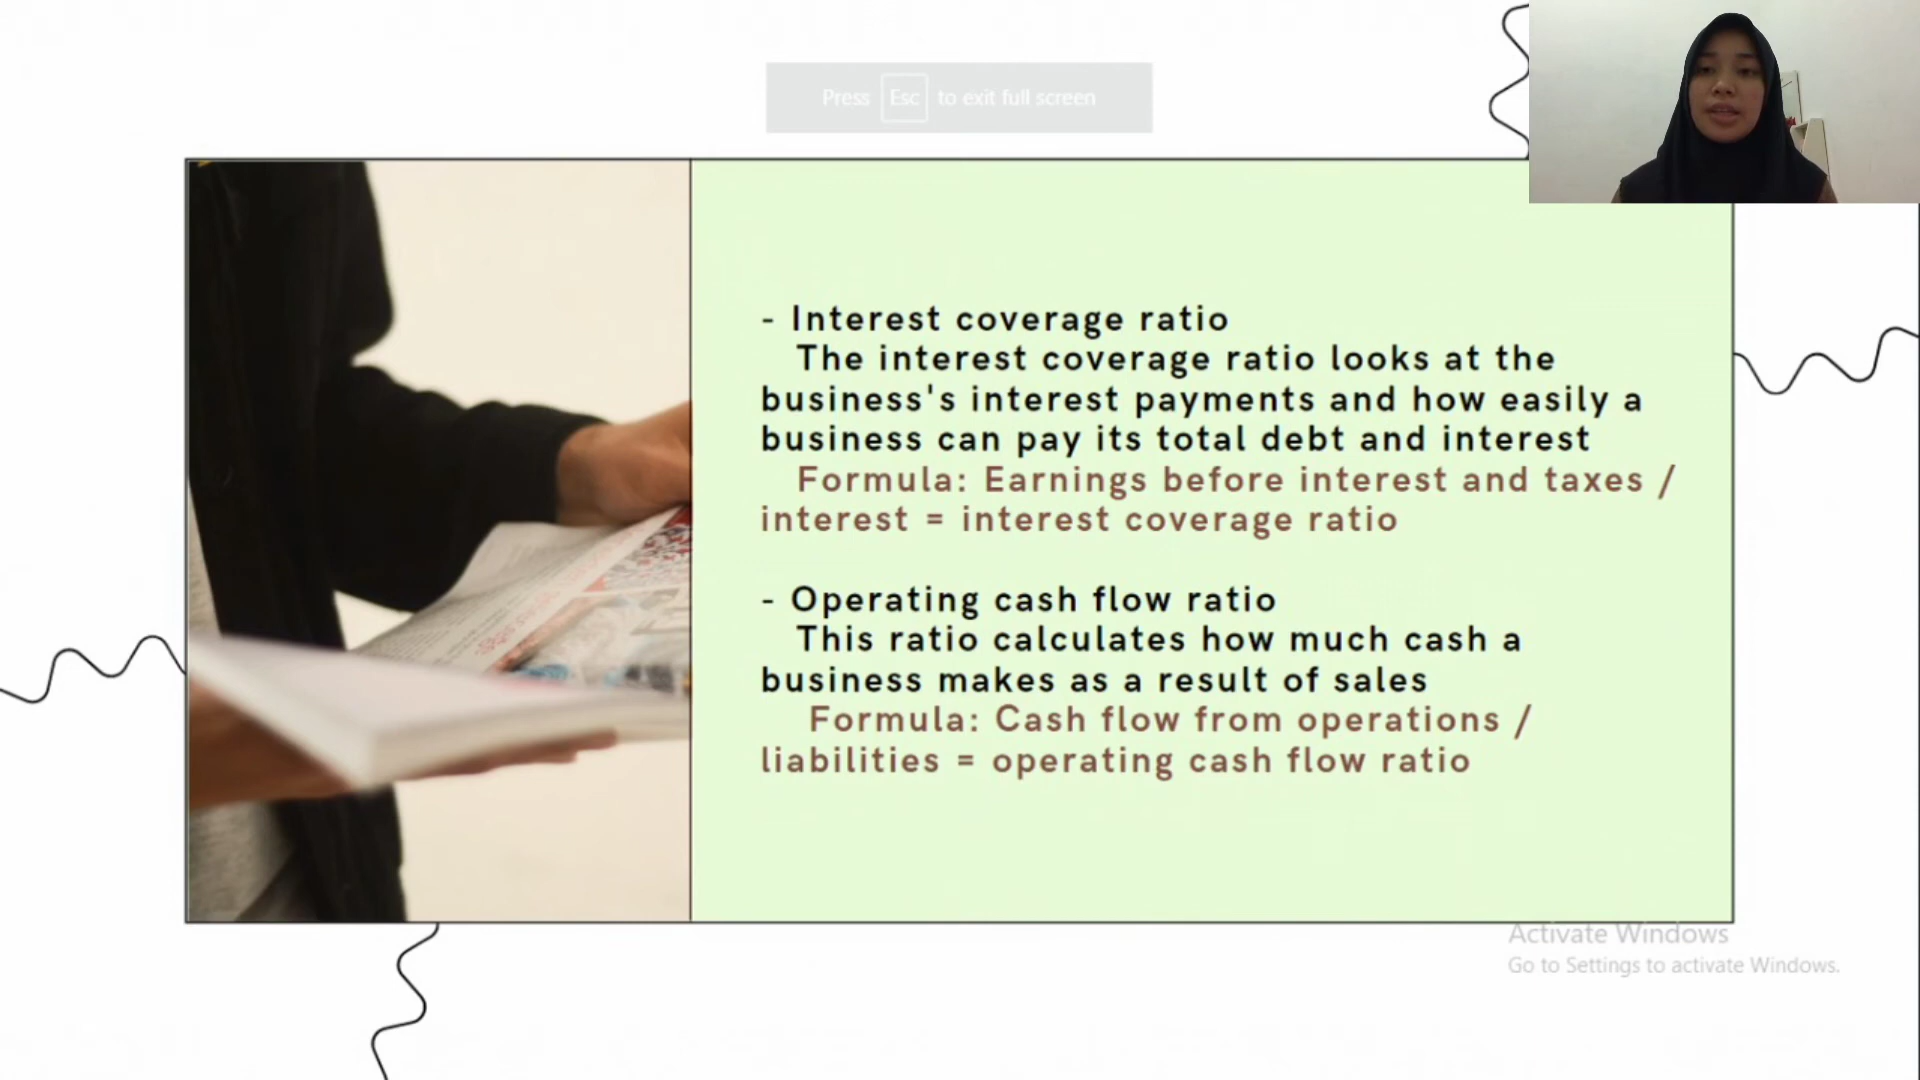 Press Esc to exit full screen
- Interest coverage ratio
The interest coverage ratio looks at the
business's interest payments and how easily a
business can pay its total debt and interest
Formula: Earnings before interest and taxes /
interest = interest coverage ratio
- Operating cash flow ratio
This ratio calculates how much cash a
business makes as a result of sales
Formula: Cash flow from operations /
liabilities = operating cash flow ratio
Activate Windows
Go to Settings to activate Windows.